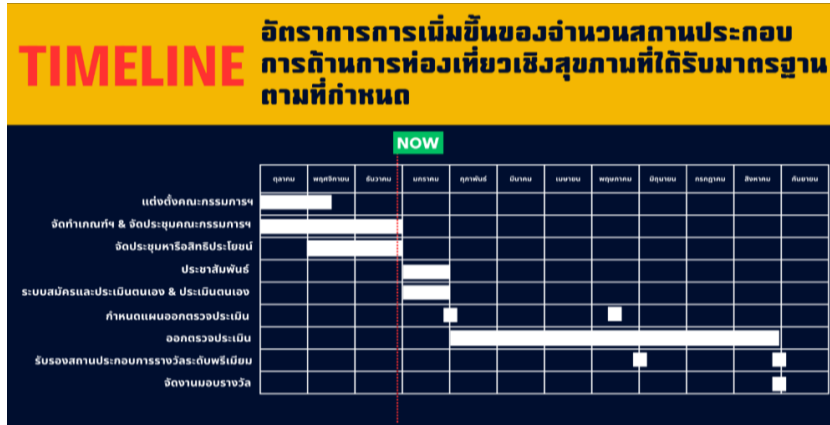 TIMELINE
อัตราการการเพิ่มขึ้นของจำนวนสถานประกอบ
การด้านการท่องเที่ยวเชิงสุขภาพที่ได้รับมาตรฐาน
ตามที่กำหนด
NOW
ตุลาคม พฤศจิกายน ธันวาคม มกราคม กุมภาพันธ์ มีนาคม เมษายน พฤษภาคม มิถุนายน กรกฎาคม สิงหาคม กันยายน
แต่งตั้งคณะกรรมการฯ
จัดทำเกณฑ์ฯ & จัดประชุมคณะกรรมการฯ
จัดประชุมหารือสิทธิประโยชน์
ประชาสัมพันธ์
ระบบสมัครและประเมินตนเอง & ประเมินตนเอง
กำหนดแผนออกตรวจประเมิน
ออกตรวจประเมิน
รับรองสถานประกอบการรางวัลระดับพรีเมียม
จัดงานมอบรางวัล